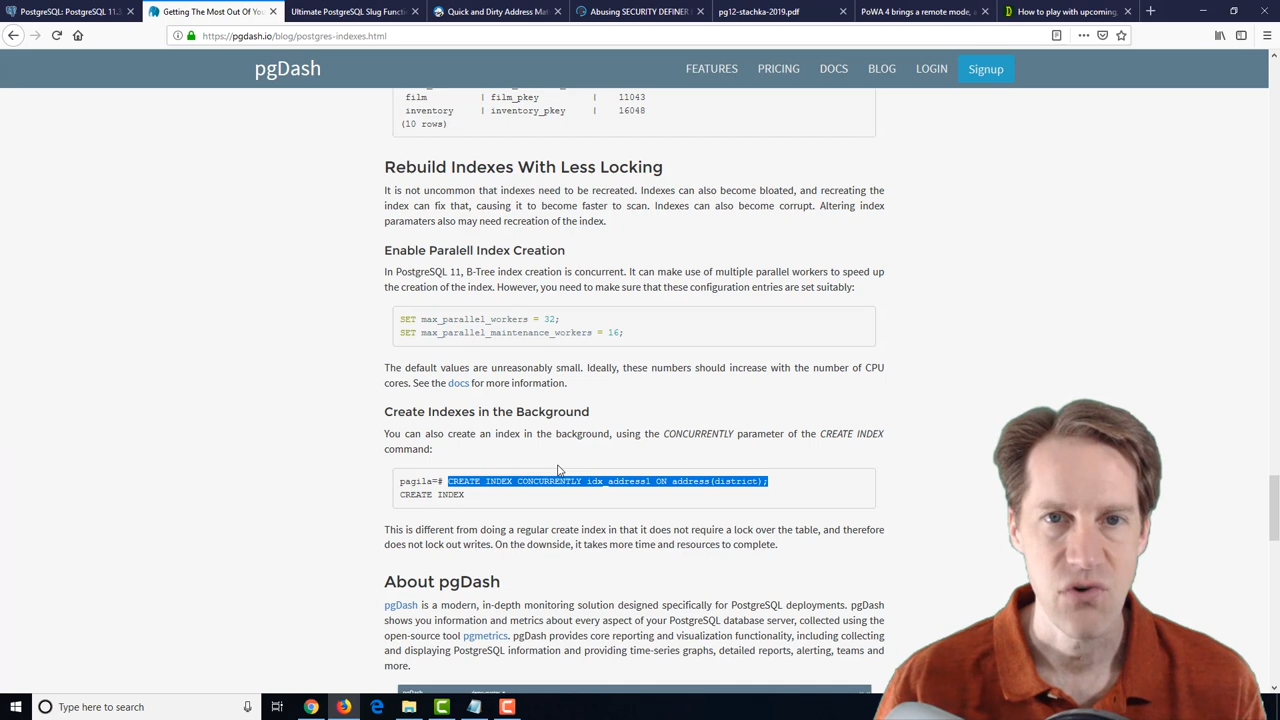 PostgreSQL: PostgreSQL 11.3,
Getting The Most Out Of You
Ultimate PostgreSQL Slug Functi
Quick and Dirty Address Mat
Abusing SECURITY DEFINER f
pg12-stachka-2019.pdf
PoWA 4 brings a remote mode,
How to play with upcoming,
https://pgdash.io/blog/postgres-indexes.html
pgDash
FEATURES PRICING DOCS BLOG LOGIN Signup
film | film_pkey | 11043
inventory | inventory_pkey | 16048
(10 rows)
Rebuild Indexes With Less Locking
It is not uncommon that indexes need to be recreated. Indexes can also become bloated, and recreating the
index can fix that, causing it to become faster to scan. Indexes can also become corrupt. Altering index
paramaters also may need recreation of the index.
Enable Paralell Index Creation
In PostgreSQL 11, B-Tree index creation is concurrent. It can make use of multiple parallel workers to speed up
the creation of the index. However, you need to make sure that these configuration entries are set suitably:
SET max_parallel_workers = 32;
SET max_parallel_maintenance_workers = 16;
The default values are unreasonably small. Ideally, these numbers should increase with the number of CPU
cores. See the docs for more information.
Create Indexes in the Background
You can also create an index in the background, using the CONCURRENTLY parameter of the CREATE INDEX
command:
pagila=# CREATE INDEX CONCURRENTLY idx_address1 ON address(district);
CREATE INDEX
This is different from doing a regular create index in that it does not require a lock over the table, and therefore
does not lock out writes. On the downside, it takes more time and resources to complete.
About pgDash
pgDash is a modern, in-depth monitoring solution designed specifically for PostgreSQL deployments. pgDash
shows you information and metrics about every aspect of your PostgreSQL database server, collected using the
open-source tool pgmetrics. pgDash provides core reporting and visualization functionality, including collecting
and displaying PostgreSQL information and providing time-series graphs, detailed reports, alerting, teams and
more.
Type here to search